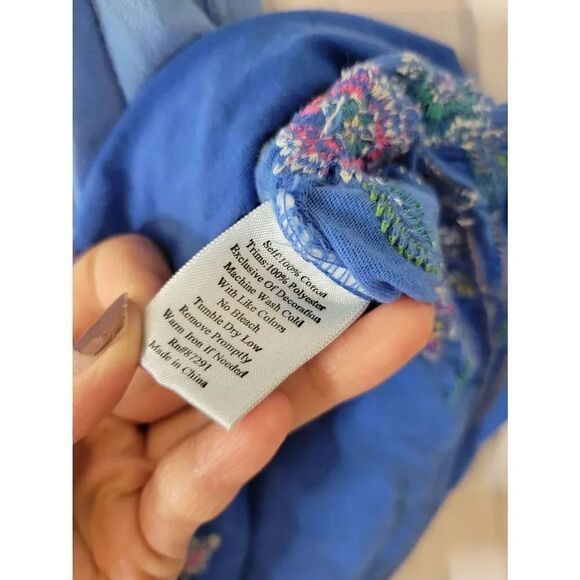 Self:100% Cotton
Trims:100% Polyester
Exclusive Of Decoration
Machine Wash Cold
With Like Colors
No Bleach
Tumble Dry Low
Remove Promptly
Warm Iron If Needed
Rn#87291
Made in China